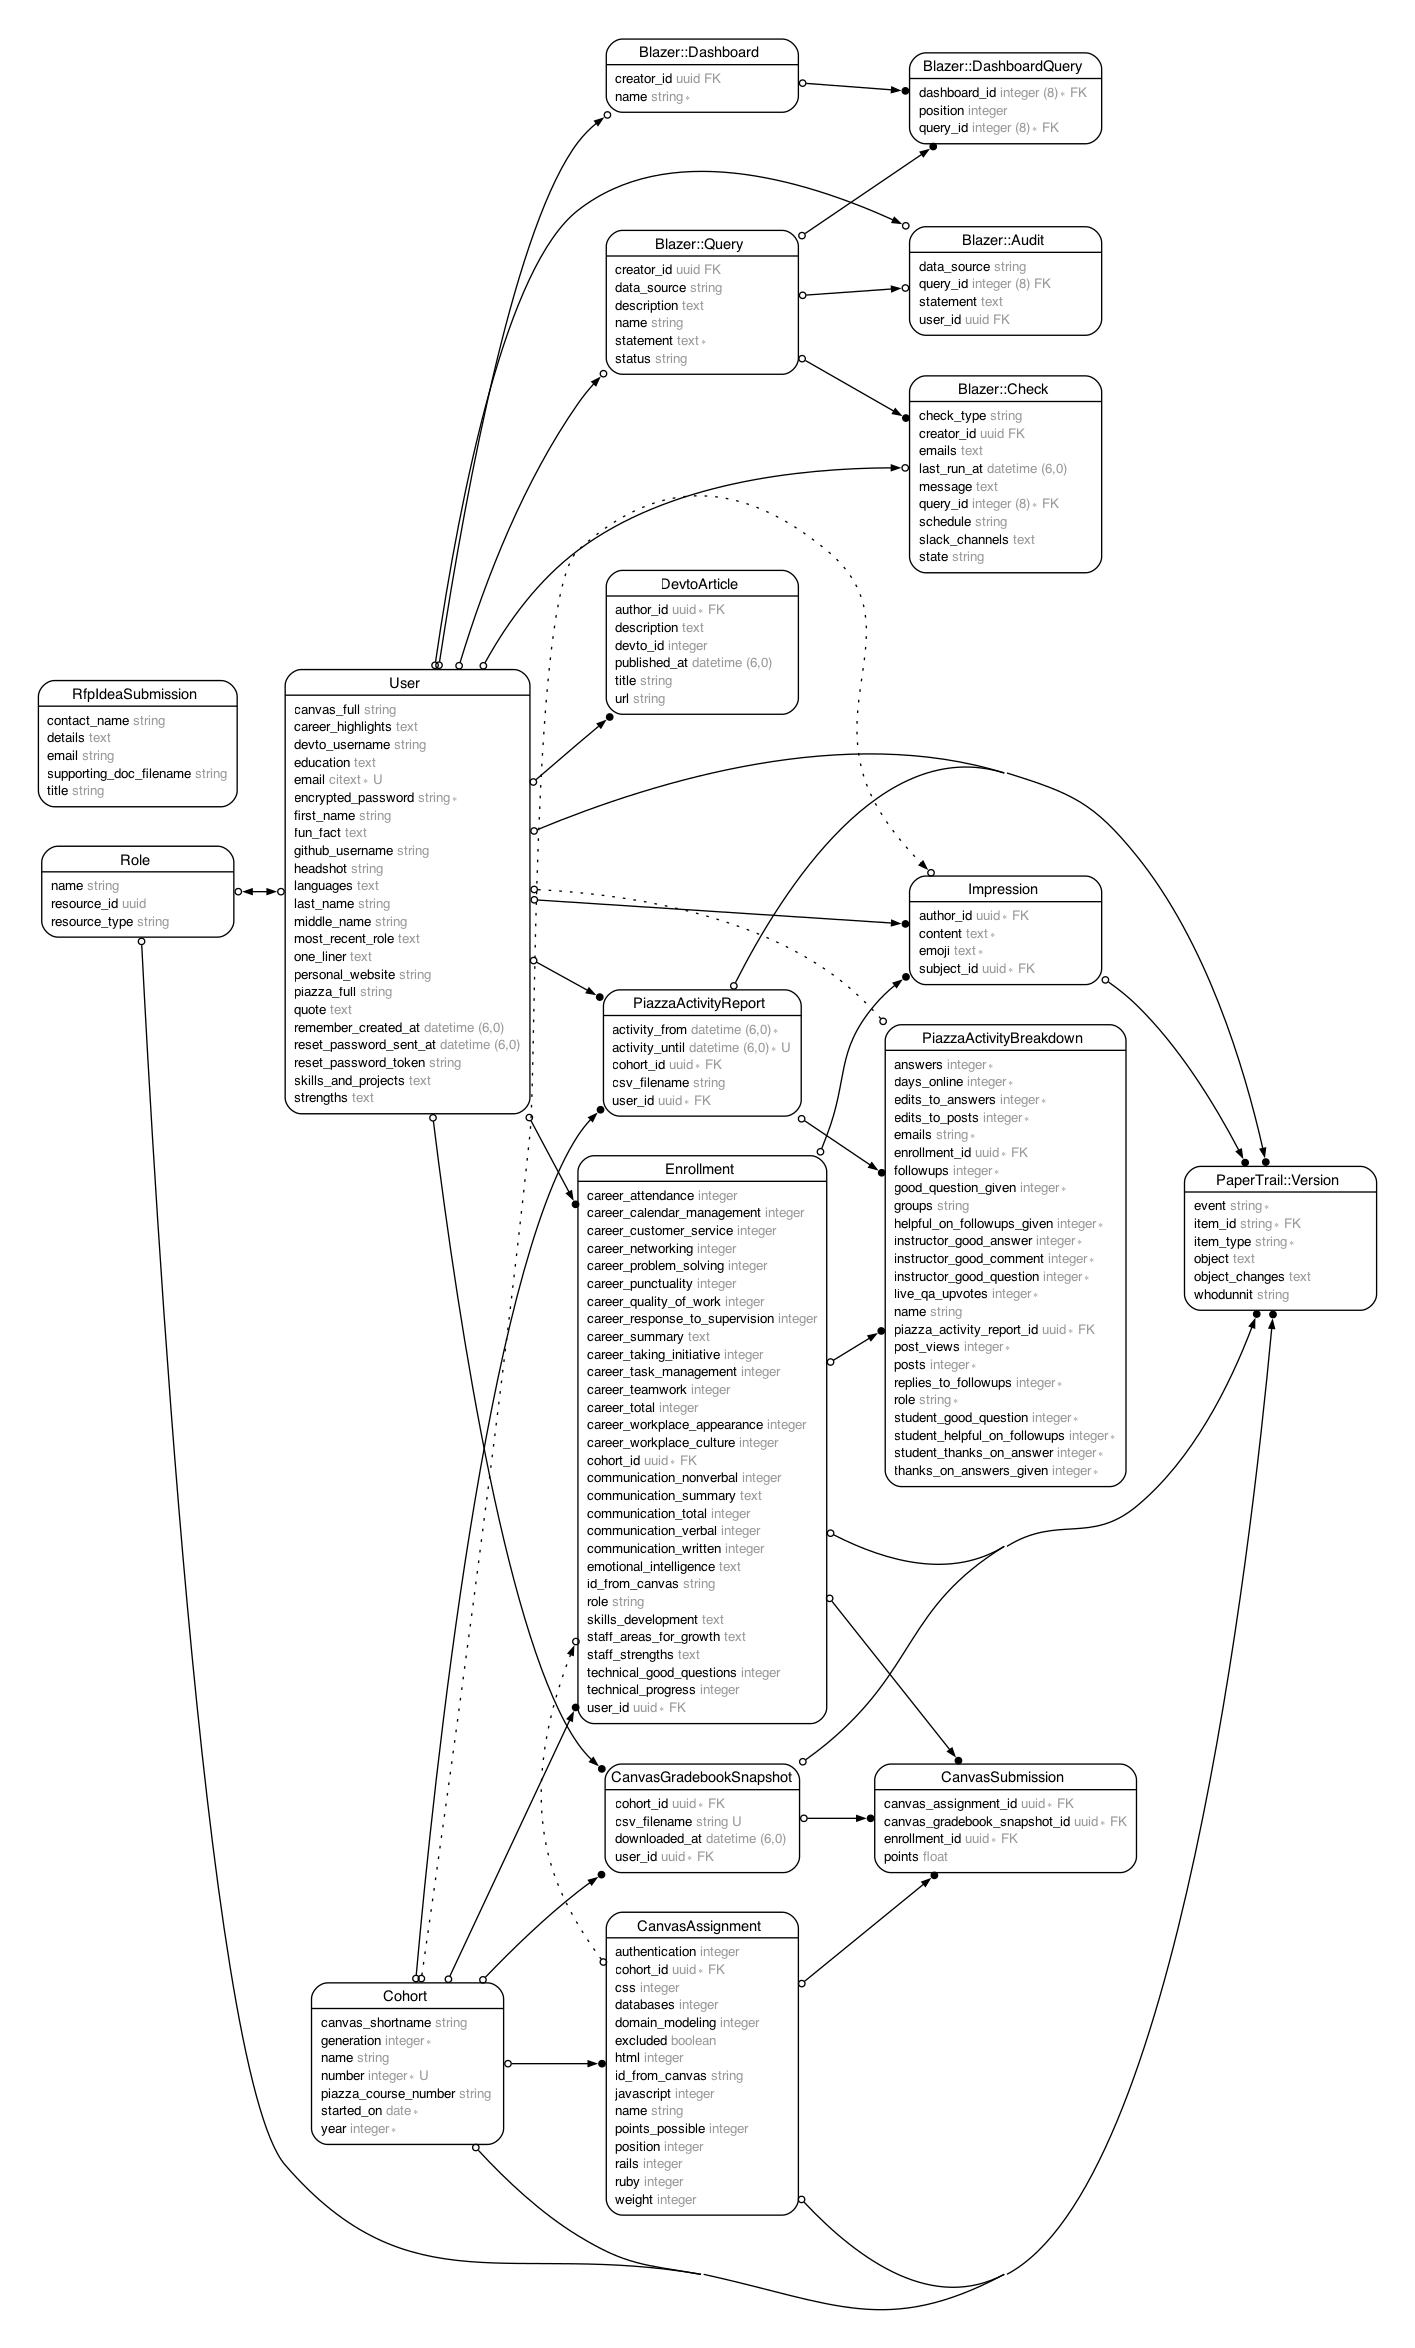 Blazer::Dashboard
creator_id uuid FK
name string∗
Blazer::DashboardQuery
dashboard_id integer (8)∗ FK
position integer
query_id integer (8)∗ FK
Blazer::Query
creator_id uuid FK
data_source string
description text
name string
statement text∗
status string
Blazer::Audit
data_source string
query_id integer (8) FK
statement text
user_id uuid FK
Blazer::Check
check_type string
creator_id uuid FK
emails text
last_run_at datetime (6,0)
message text
query_id integer (8)∗ FK
schedule string
slack_channels text
state string
DevtoArticle
author_id uuid∗ FK
description text
devto_id integer
published_at datetime (6,0)
title string
url string
RfpIdeaSubmission
contact_name string
details text
email string
supporting_doc_filename string
title string
Role
name string
resource_id uuid
resource_type string
User
canvas_full string
career_highlights text
devto_username string
education text
email citext∗ U
encrypted_password string∗
first_name string
fun_fact text
github_username string
headshot string
languages text
last_name string
middle_name string
most_recent_role text
one_liner text
personal_website string
piazza_full string
quote text
remember_created_at datetime (6,0)
reset_password_sent_at datetime (6,0)
reset_password_token string
skills_and_projects text
strengths text
Impression
author_id uuid∗ FK
content text∗
emoji text∗
subject_id uuid∗ FK
PiazzaActivityReport
activity_from datetime (6,0)∗
activity_until datetime (6,0)∗ U
cohort_id uuid∗ FK
csv_filename string
user_id uuid∗ FK
PiazzaActivityBreakdown
answers integer∗
days_online integer∗
edits_to_answers integer∗
edits_to_posts integer∗
emails string∗
enrollment_id uuid∗ FK
followups integer∗
good_question_given integer∗
groups string
helpful_on_followups_given integer∗
instructor_good_answer integer∗
instructor_good_comment integer∗
instructor_good_question integer∗
live_qa_upvotes integer∗
name string
piazza_activity_report_id uuid∗ FK
post_views integer∗
posts integer∗
replies_to_followups integer∗
role string∗
student_good_question integer∗
student_helpful_on_followups integer∗
student_thanks_on_answer integer∗
thanks_on_answers_given integer∗
PaperTrail::Version
event string∗
item_id string∗ FK
item_type string∗
object text
object_changes text
whodunnit string
Enrollment
career_attendance integer
career_calendar_management integer
career_customer_service integer
career_networking integer
career_problem_solving integer
career_punctuality integer
career_quality_of_work integer
career_response_to_supervision integer
career_summary text
career_taking_initiative integer
career_task_management integer
career_teamwork integer
career_total integer
career_workplace_appearance integer
career_workplace_culture integer
cohort_id uuid∗ FK
communication_nonverbal integer
communication_summary text
communication_total integer
communication_verbal integer
communication_written integer
emotional_intelligence text
id_from_canvas string
role string
skills_development text
staff_areas_for_growth text
staff_strengths text
technical_good_questions integer
technical_progress integer
user_id uuid∗ FK
CanvasGradebookSnapshot
cohort_id uuid∗ FK
csv_filename string U
downloaded_at datetime (6,0)
user_id uuid∗ FK
CanvasSubmission
canvas_assignment_id uuid∗ FK
canvas_gradebook_snapshot_id uuid∗ FK
enrollment_id uuid∗ FK
points float
CanvasAssignment
authentication integer
cohort_id uuid∗ FK
css integer
databases integer
domain_modeling integer
excluded boolean
html integer
id_from_canvas string
javascript integer
name string
points_possible integer
position integer
rails integer
ruby integer
weight integer
Cohort
canvas_shortname string
generation integer∗
name string
number integer∗ U
piazza_course_number string
started_on date∗
year integer∗